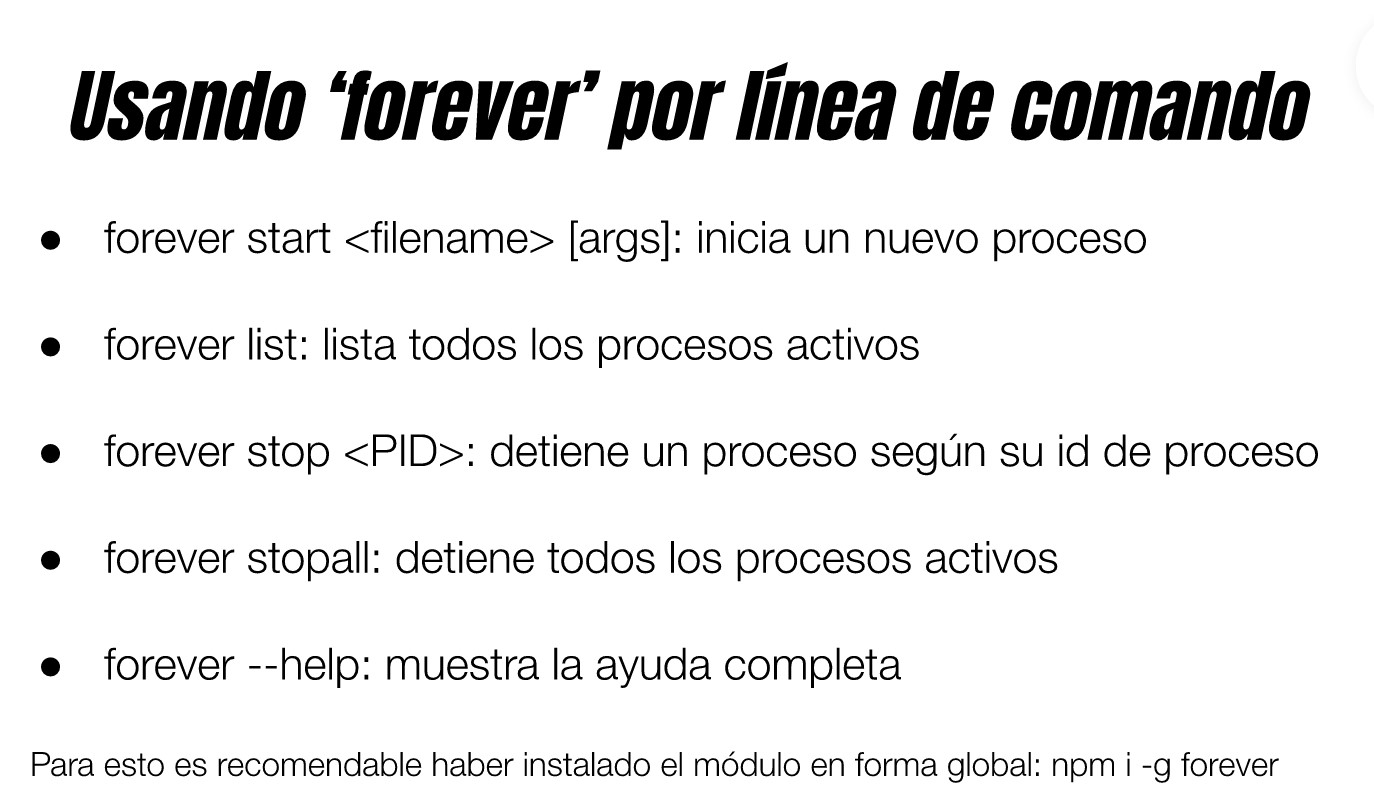 Usando ‘forever’ por línea de comando
● forever start <filename> [args]: inicia un nuevo proceso
● forever list: lista todos los procesos activos
● forever stop <PID>: detiene un proceso según su id de proceso
● forever stopall: detiene todos los procesos activos
● forever --help: muestra la ayuda completa
Para esto es recomendable haber instalado el módulo en forma global: npm i -g forever